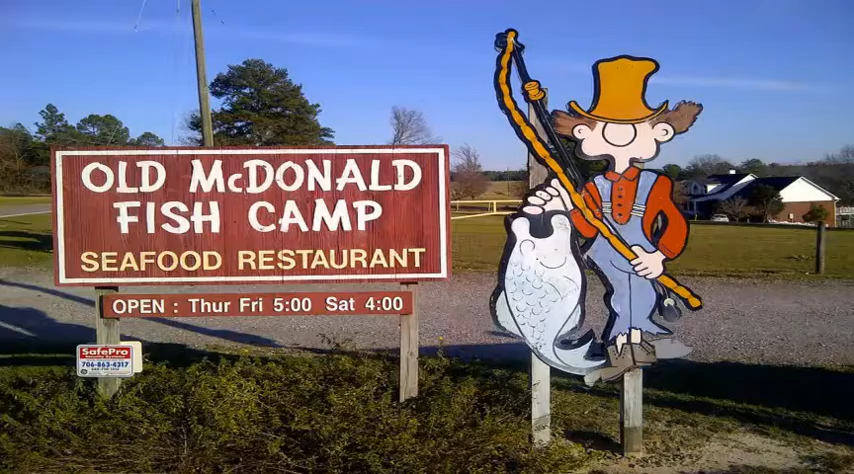 OLD McDONALD
FISH CAMP
SEAFOOD RESTAURANT
OPEN : Thur Fri 5:00 Sat 4:00
SafePro
706-863-4317